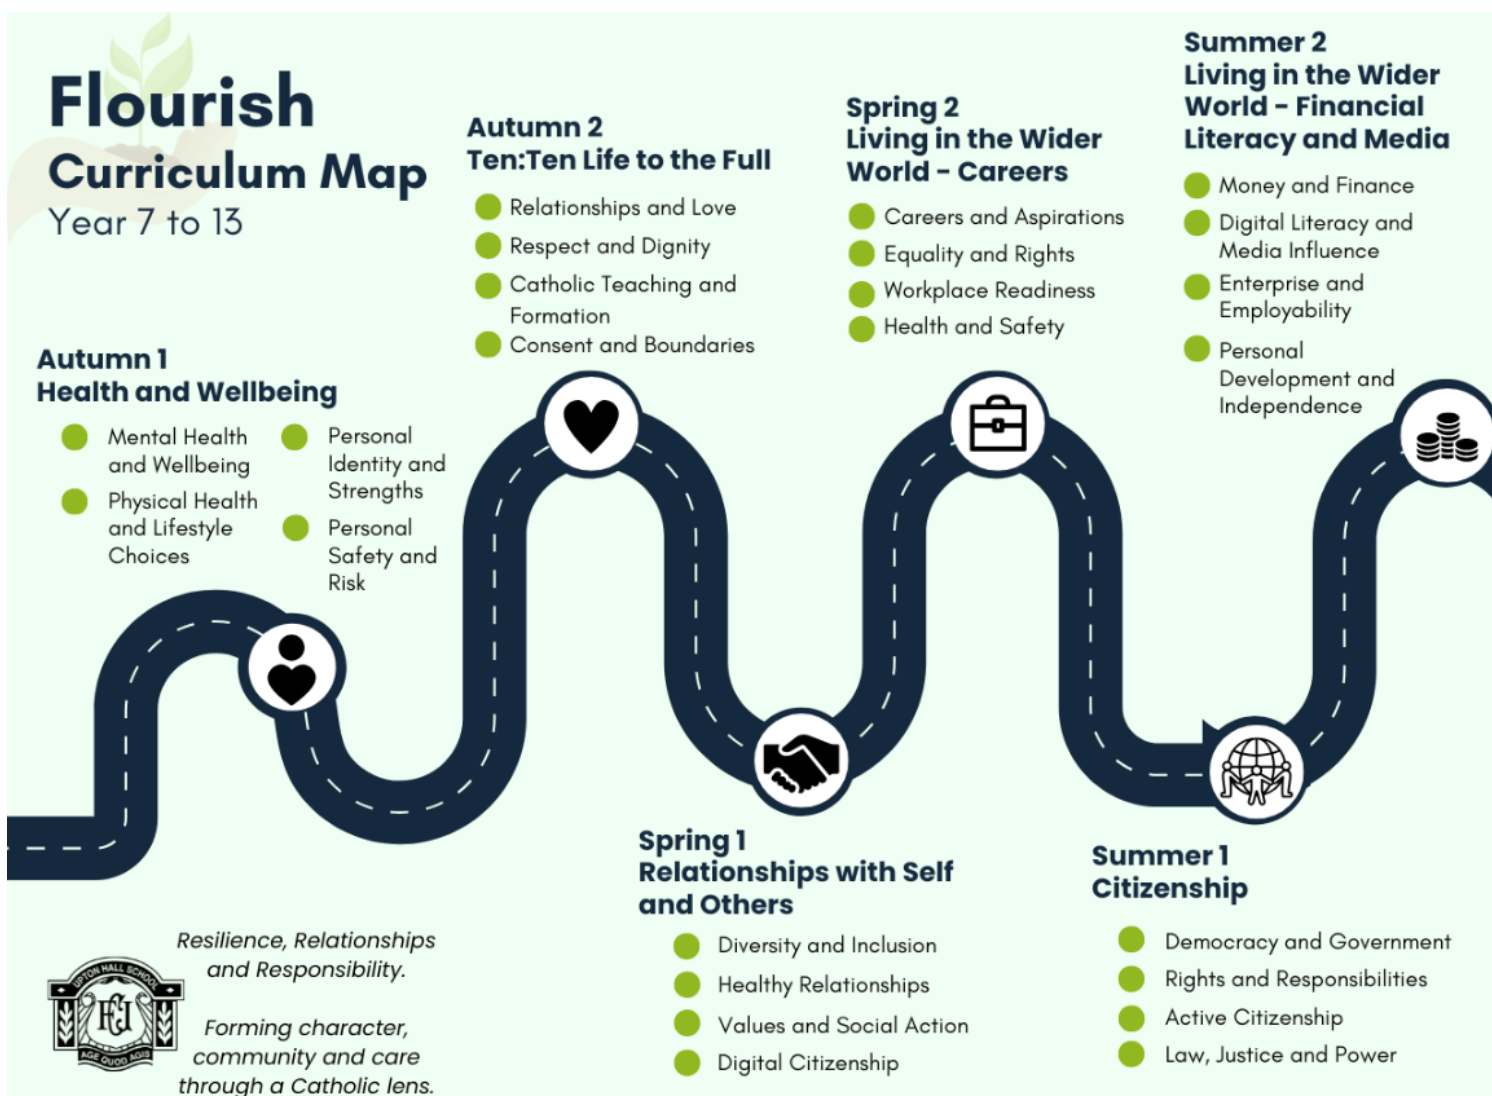 Flourish
Curriculum Map
Year 7 to 13
Autumn 1
Health and Wellbeing
Mental Health
and Wellbeing
Physical Health
and Lifestyle
Choices
Personal
Identity and
Strengths
Personal
Safety and
Risk
Autumn 2
Ten:Ten Life to the Full
Relationships and Love
Respect and Dignity
Catholic Teaching and
Formation
Consent and Boundaries
Spring 1
Relationships with Self
and Others
Diversity and Inclusion
Healthy Relationships
Values and Social Action
Digital Citizenship
Spring 2
Living in the Wider
World - Careers
Careers and Aspirations
Equality and Rights
Workplace Readiness
Health and Safety
Summer 1
Citizenship
Democracy and Government
Rights and Responsibilities
Active Citizenship
Law, Justice and Power
Summer 2
Living in the Wider
World - Financial
Literacy and Media
Money and Finance
Digital Literacy and
Media Influence
Enterprise and
Employability
Personal
Development and
Independence
UPTON HALL SCHOOL
FCJ
AGE QUOD AGIS
Resilience, Relationships
and Responsibility.
Forming character,
community and care
through a Catholic lens.